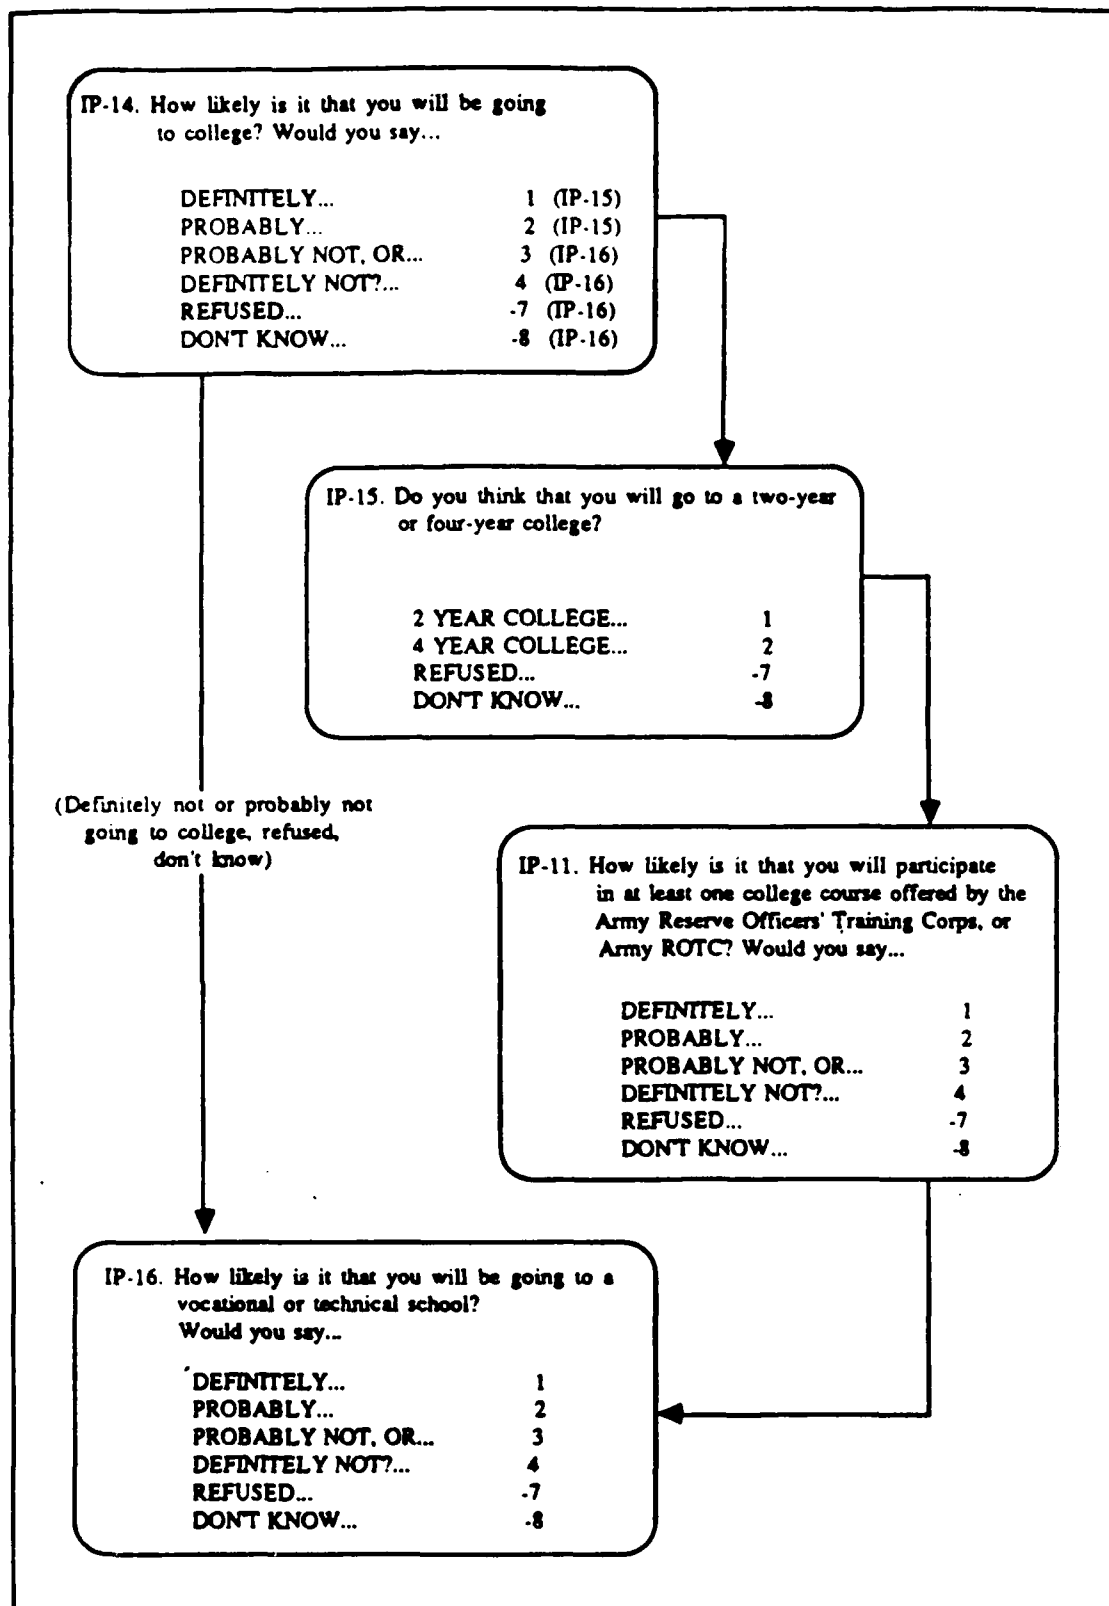 IP-14. How likely is it that you will be going
to college? Would you say...
DEFINITELY... 1 (IP-15)
PROBABLY... 2 (IP-15)
PROBABLY NOT, OR... 3 (IP-16)
DEFINITELY NOT?... 4 (IP-16)
REFUSED... -7 (IP-16)
DON'T KNOW... -8 (IP-16)
IP-15. Do you think that you will go to a two-year
or four-year college?
2 YEAR COLLEGE... 1
4 YEAR COLLEGE... 2
REFUSED... -7
DON'T KNOW... -8
(Definitely not or probably not
going to college, refused,
don't know)
IP-11. How likely is it that you will participate
in at least one college course offered by the
Army Reserve Officers' Training Corps, or
Army ROTC? Would you say...
DEFINITELY... 1
PROBABLY... 2
PROBABLY NOT, OR... 3
DEFINITELY NOT?... 4
REFUSED... -7
DON'T KNOW... -8
IP-16. How likely is it that you will be going to a
vocational or technical school?
Would you say...
DEFINITELY... 1
PROBABLY... 2
PROBABLY NOT, OR... 3
DEFINITELY NOT?... 4
REFUSED... -7
DON'T KNOW... -8